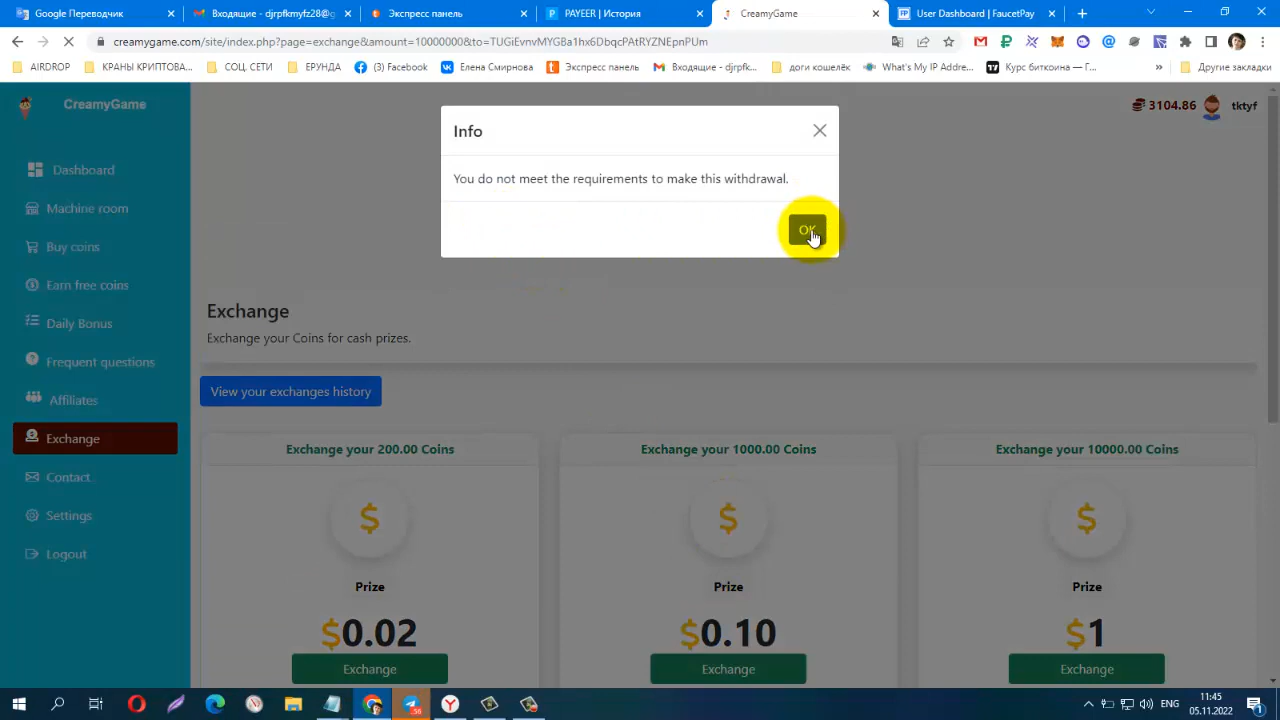 Google Переводчик
Входящие - djrpfkmyfz28@g
Экспресс панель
PAYEER | История
CreamyGame
User Dashboard | FaucetPay
creamygame.com/site/index.php?page=exchange&amount=10000000&to=TUGiEvnvMYGBa1hx6DbqcPAtRYZNEpnPUm
AIRDROP
КРАНЫ КРИПТОВА...
СОЦ. СЕТИ
ЕРУНДА
(3) Facebook
Елена Смирнова
Экспресс панель
Входящие - djrpfk...
доги кошелёк
What's My IP Addre...
Курс биткоина — Г...
»
Другие закладки
CreamyGame
3104.86
tktyf
Info
You do not meet the requirements to make this withdrawal.
OK
Dashboard
Machine room
Buy coins
Earn free coins
Daily Bonus
Frequent questions
Affiliates
Exchange
Contact
Settings
Logout
Exchange
Exchange your Coins for cash prizes.
View your exchanges history
Exchange your 200.00 Coins
Exchange your 1000.00 Coins
Exchange your 10000.00 Coins
$
$
$
Prize
Prize
Prize
$0.02
$0.10
$1
Exchange
Exchange
Exchange
56
ENG
11:45
05.11.2022
1